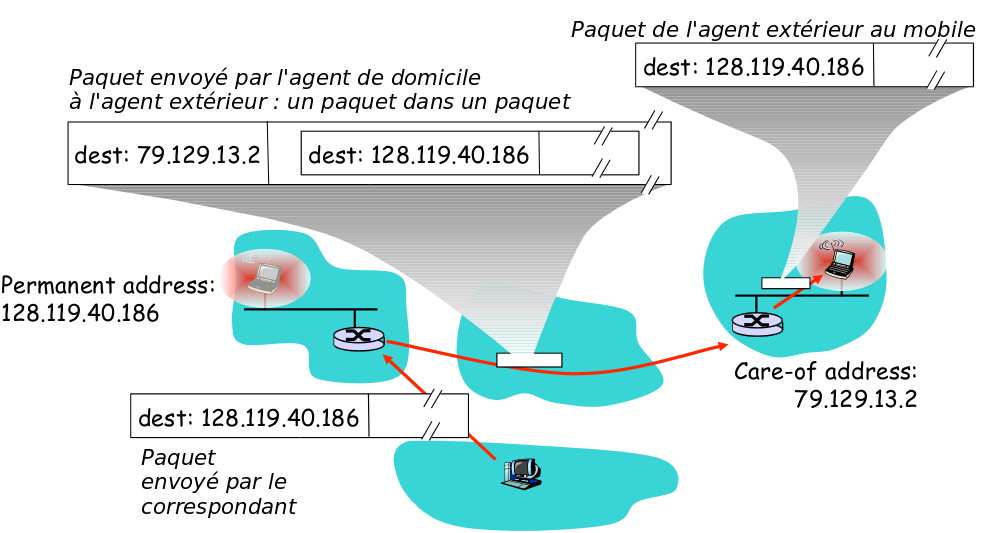 Paquet de l'agent extérieur au mobile
dest: 128.119.40.186
Paquet envoyé par l'agent de domicile
à l'agent extérieur : un paquet dans un paquet
dest: 79.129.13.2
dest: 128.119.40.186
Permanent address:
128.119.40.186
Care-of address:
79.129.13.2
dest: 128.119.40.186
Paquet
envoyé par le
correspondant